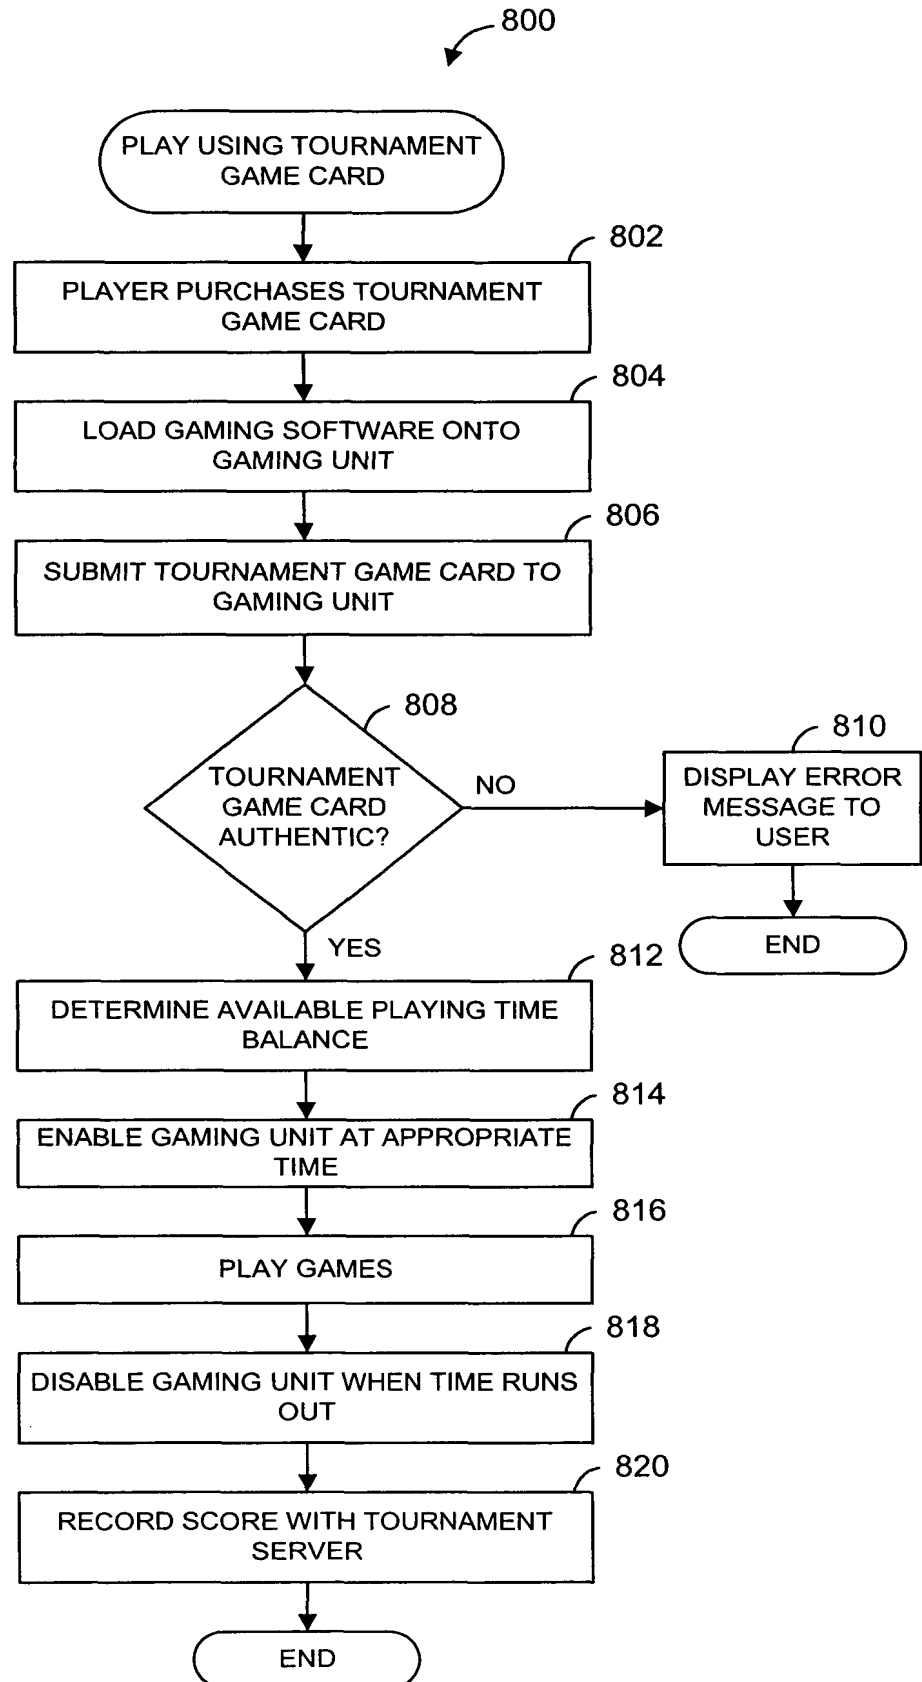 800
PLAY USING TOURNAMENT
GAME CARD
802
PLAYER PURCHASES TOURNAMENT
GAME CARD
804
LOAD GAMING SOFTWARE ONTO
GAMING UNIT
806
SUBMIT TOURNAMENT GAME CARD TO
GAMING UNIT
808
TOURNAMENT
GAME CARD
AUTHENTIC?
NO
810
DISPLAY ERROR
MESSAGE TO
USER
END
YES
812
DETERMINE AVAILABLE PLAYING TIME
BALANCE
814
ENABLE GAMING UNIT AT APPROPRIATE
TIME
816
PLAY GAMES
818
DISABLE GAMING UNIT WHEN TIME RUNS
OUT
820
RECORD SCORE WITH TOURNAMENT
SERVER
END